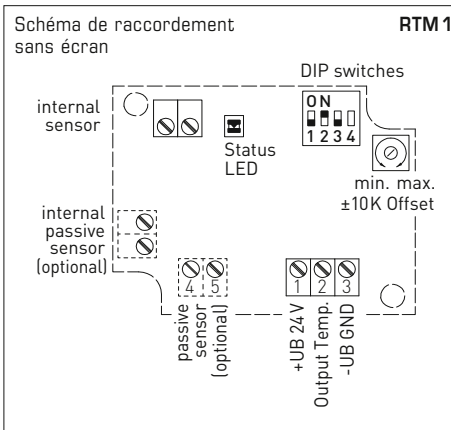 Schéma de raccordement
sans écran
RTM 1
DIP switches
internal
sensor
ON
1 2 3 4
Status
LED
min. max.
±10K Offset
internal
passive
sensor
(optional)
4 5
1 2 3
passive
sensor
(optional)
+UB 24 V
Output Temp.
-UB GND